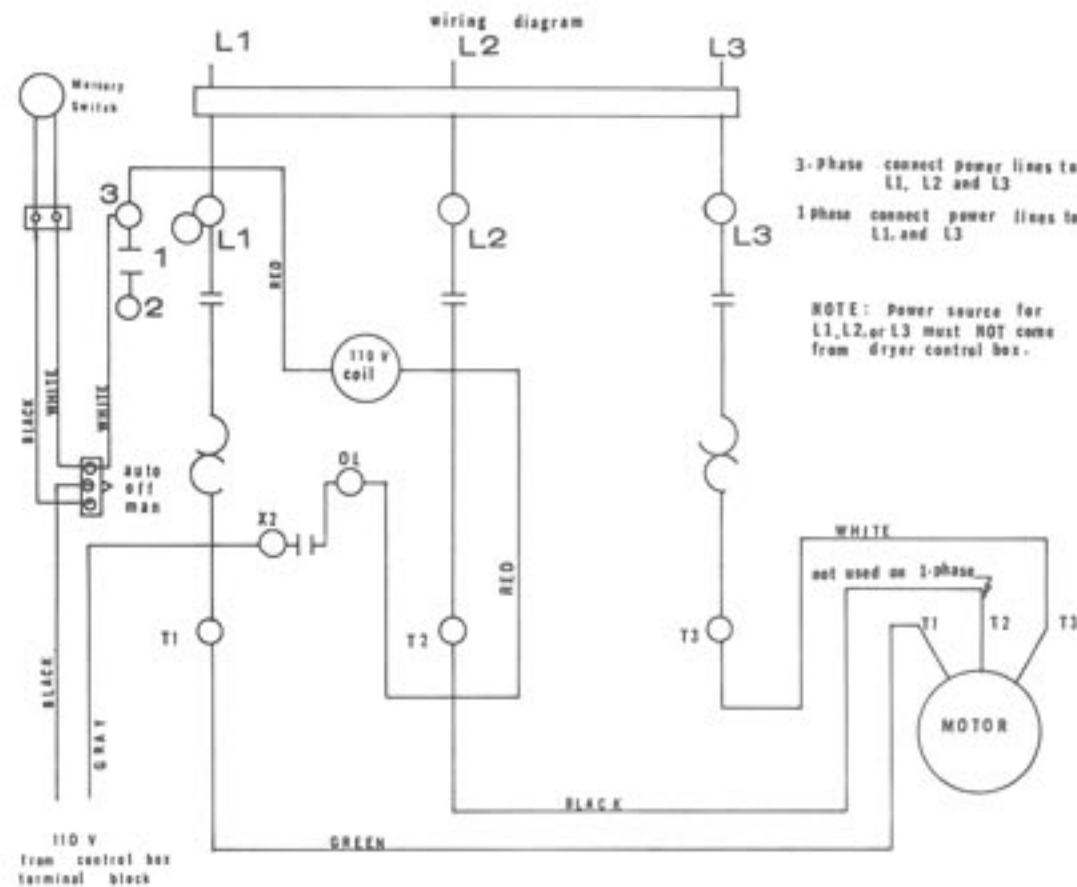 wiring diagram
L1
L2
L3
Mercury
Switch
3-Phase connect power lines to
L1, L2 and L3
1 phase connect power lines to
L1, and L3
NOTE: Power source for
L1, L2, or L3 must NOT come
from dryer control box.
3
1
2
L1
L2
L3
RED
110 V
coil
BLACK
WHITE
WHITE
auto
off
man
OL
X2
RED
WHITE
not used on 1-phase
T1
T2
T3
T1
T3
T1
T2
T3
MOTOR
BLACK
GRAY
BLACK
GREEN
110 V
from control box
terminal block